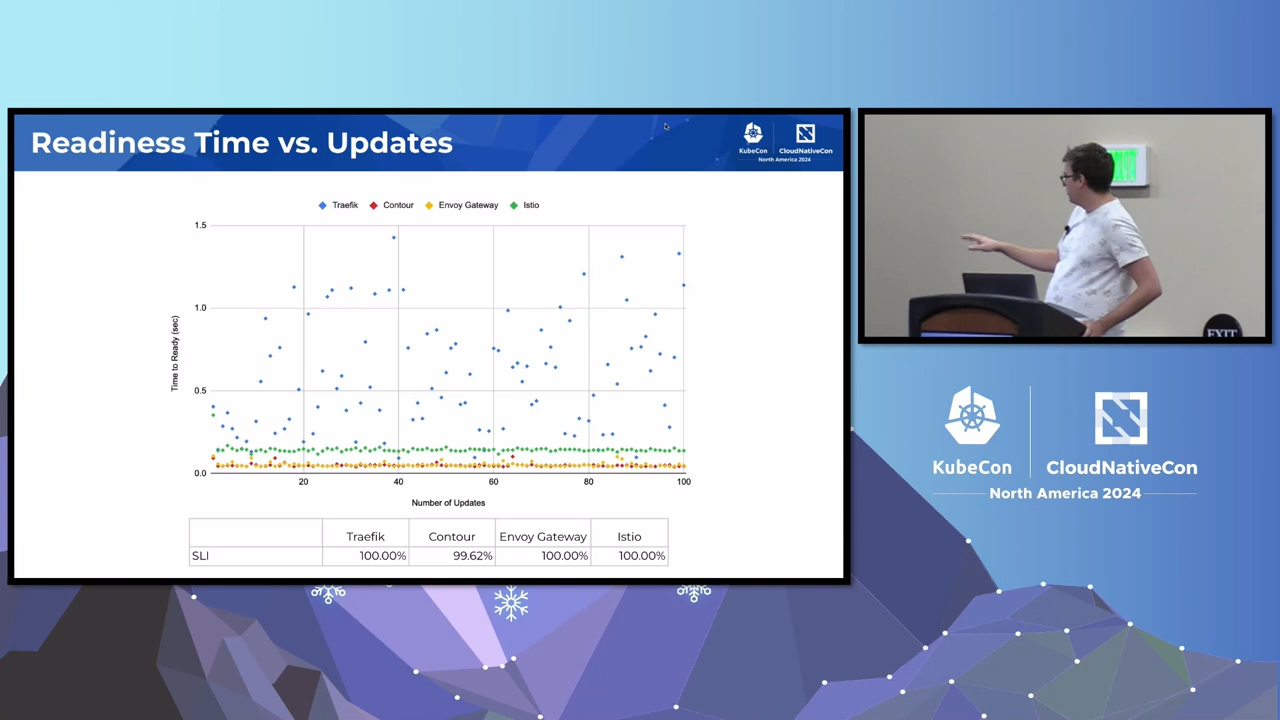 Readiness Time vs. Updates
KubeCon CloudNativeCon
North America 2024
Traefik Contour Envoy Gateway Istio
1.5
1.0
0.5
0.0
Time to Ready (sec)
20 40 60 80 100
Number of Updates
Traefik Contour Envoy Gateway Istio
SLI 100.00% 99.62% 100.00% 100.00%
EXIT
KubeCon CloudNativeCon
North America 2024